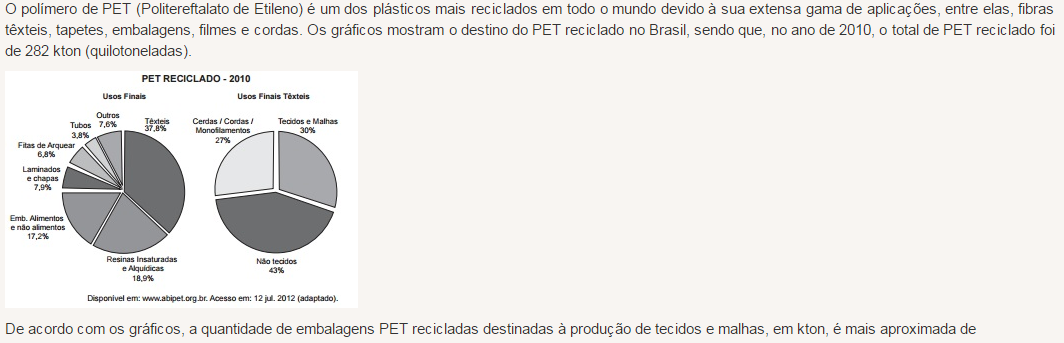 O polímero de PET (Politereftalato de Etileno) é um dos plásticos mais reciclados em todo o mundo devido à sua extensa gama de aplicações, entre elas, fibras
têxteis, tapetes, embalagens, filmes e cordas. Os gráficos mostram o destino do PET reciclado no Brasil, sendo que, no ano de 2010, o total de PET reciclado foi
de 282 kton (quilotoneladas).
PET RECICLADO - 2010
Usos Finais
Outros
7,6%
Têxteis
37,8%
Tubos
3,8%
Fitas de Arquear
6,8%
Laminados
e chapas
7,9%
Emb. Alimentos
e não alimentos
17,2%
Resinas Insaturadas
e Alquídicas
18,9%
Usos Finais Têxteis
Cerdas / Cordas /
Monofilamentos
27%
Tecidos e Malhas
30%
Não tecidos
43%
Disponível em: www.abipet.org.br. Acesso em: 12 jul. 2012 (adaptado).
De acordo com os gráficos, a quantidade de embalagens PET recicladas destinadas à produção de tecidos e malhas, em kton, é mais aproximada de